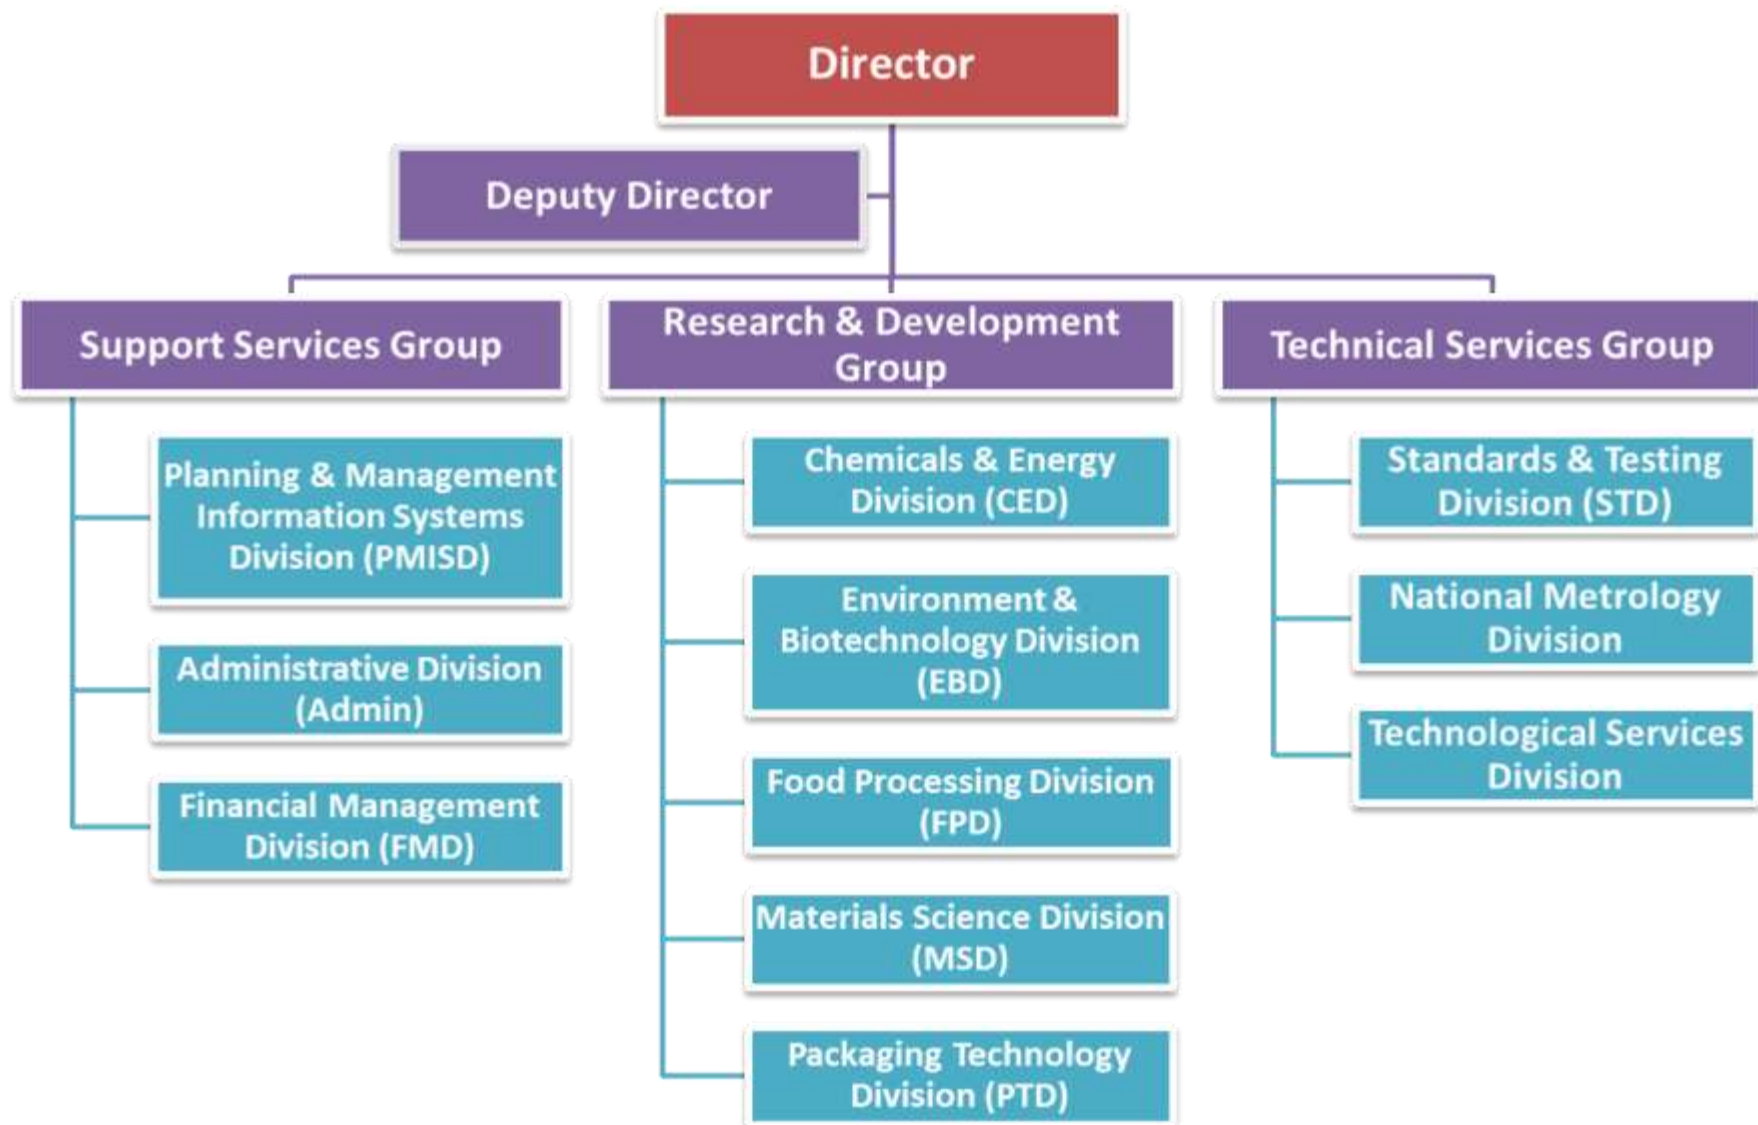 Director
Deputy Director
Support Services Group
Planning & Management
Information Systems
Division (PMISD)
Administrative Division
(Admin)
Financial Management
Division (FMD)
Research & Development
Group
Chemicals & Energy
Division (CED)
Environment &
Biotechnology Division
(EBD)
Food Processing Division
(FPD)
Materials Science Division
(MSD)
Packaging Technology
Division (PTD)
Technical Services Group
Standards & Testing
Division (STD)
National Metrology
Division
Technological Services
Division